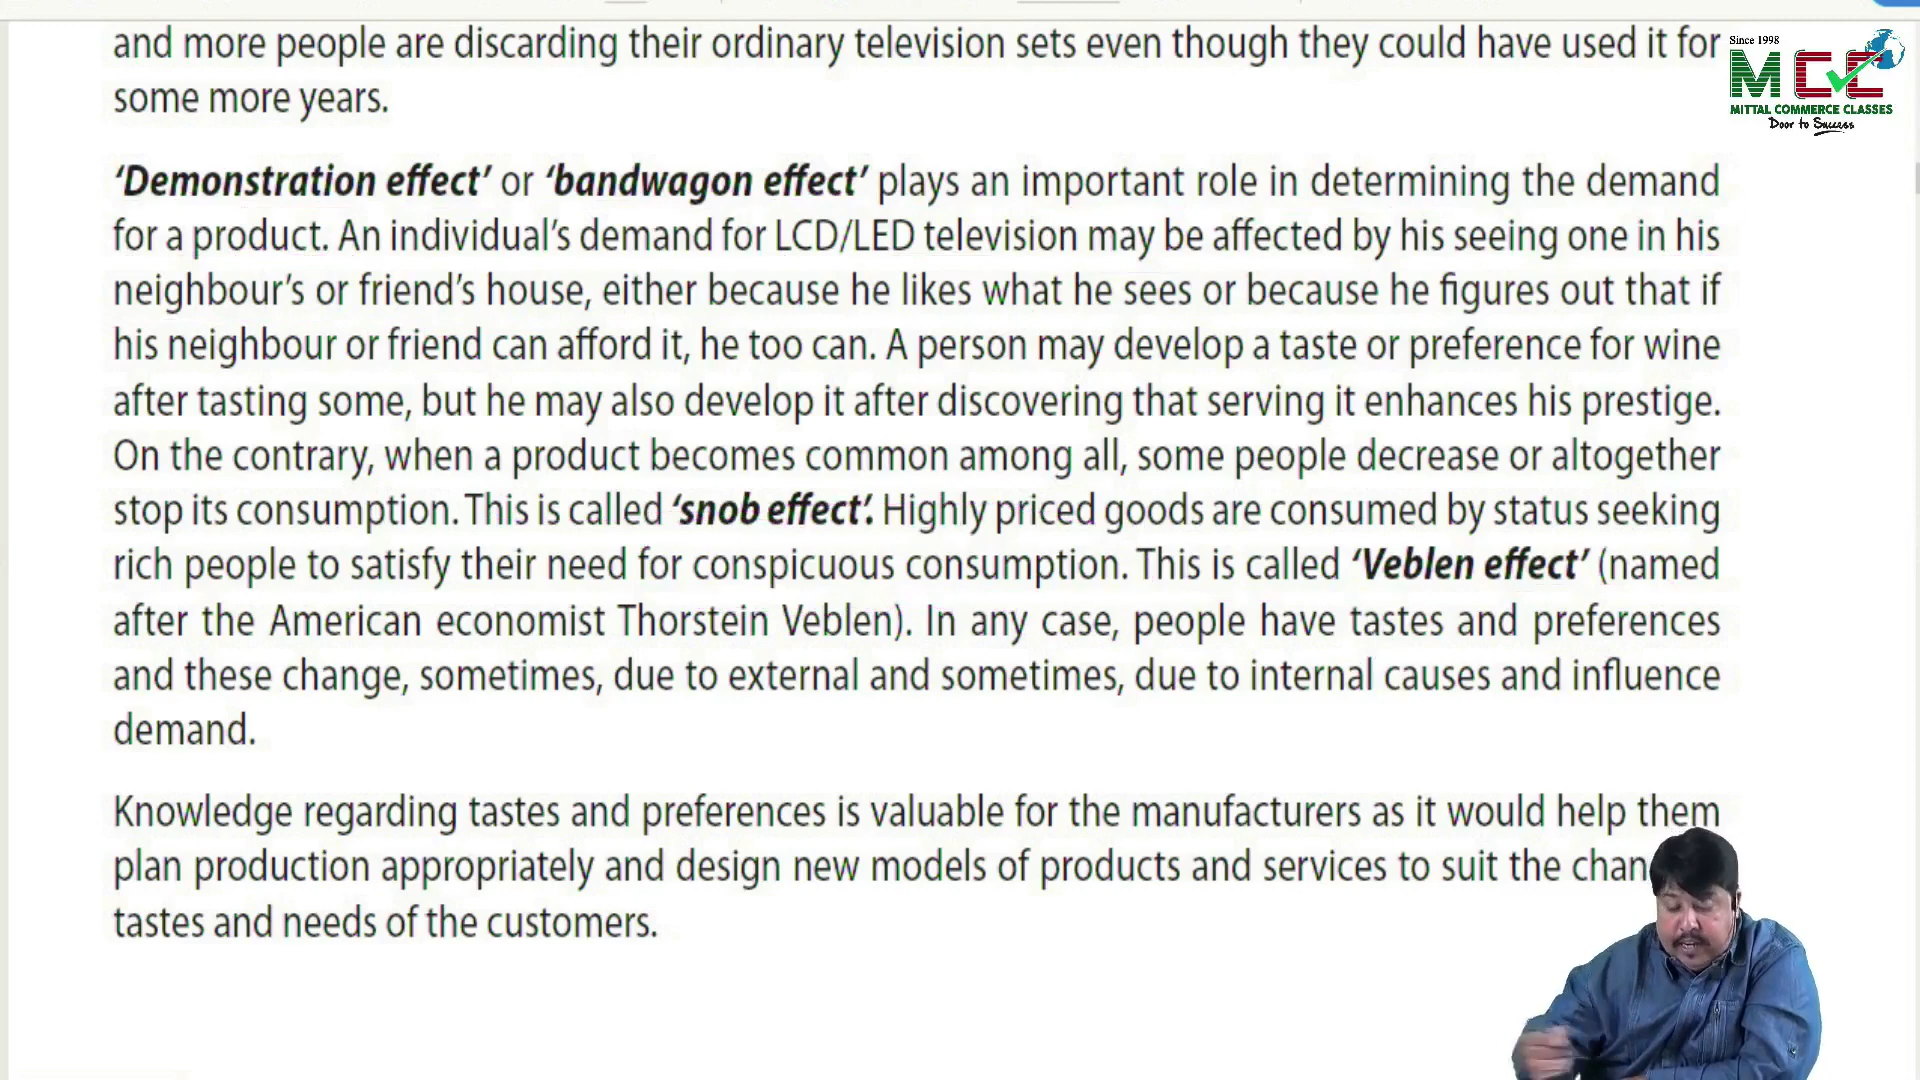 and more people are discarding their ordinary television sets even though they could have used it for
some more years.
Since 1998
MCC
MITTAL COMMERCE CLASSES
Door to Success
‘Demonstration effect’ or ‘bandwagon effect’ plays an important role in determining the demand
for a product. An individual’s demand for LCD/LED television may be affected by his seeing one in his
neighbour’s or friend’s house, either because he likes what he sees or because he figures out that if
his neighbour or friend can afford it, he too can. A person may develop a taste or preference for wine
after tasting some, but he may also develop it after discovering that serving it enhances his prestige.
On the contrary, when a product becomes common among all, some people decrease or altogether
stop its consumption. This is called ‘snob effect’. Highly priced goods are consumed by status seeking
rich people to satisfy their need for conspicuous consumption. This is called ‘Veblen effect’ (named
after the American economist Thorstein Veblen). In any case, people have tastes and preferences
and these change, sometimes, due to external and sometimes, due to internal causes and influence
demand.
Knowledge regarding tastes and preferences is valuable for the manufacturers as it would help them
plan production appropriately and design new models of products and services to suit the
tastes and needs of the customers.